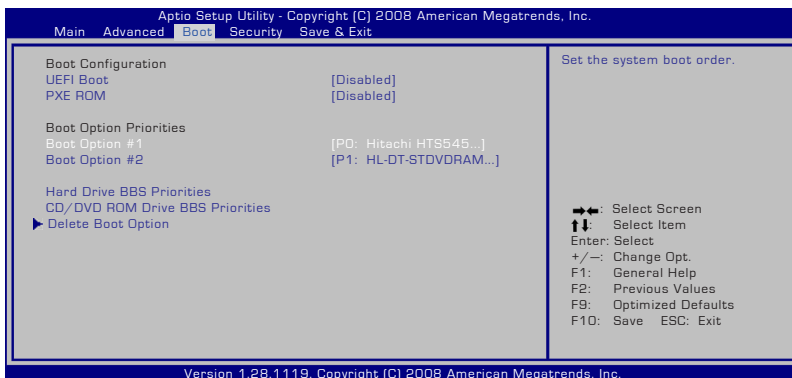 Aptio Setup Utility - Copyright (C) 2008 American Megatrends, Inc.
Main Advanced Boot Security Save & Exit
Boot Configuration
UEFI Boot [Disabled]
PXE ROM [Disabled]
Boot Option Priorities
Boot Option #1 [P0: Hitachi HTS545...]
Boot Option #2 [P1: HL-DT-STDVDRAM...]
Hard Drive BBS Priorities
CD/DVD ROM Drive BBS Priorities
Delete Boot Option
Set the system boot order.
→←: Select Screen
↑↓: Select Item
Enter: Select
+/—: Change Opt.
F1: General Help
F2: Previous Values
F9: Optimized Defaults
F10: Save ESC: Exit
Version 1.28.1119. Copyright (C) 2008 American Megatrends, Inc.